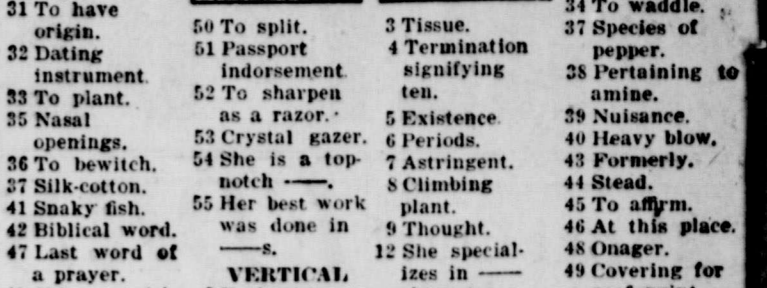 31 To have
origin.
32 Dating
instrument.
33 To plant.
35 Nasal
openings.
36 To bewitch.
37 Silk-cotton.
41 Snaky fish.
42 Biblical word.
47 Last word of
a prayer.
50 To split.
51 Passport
indorsement.
52 To sharpen
as a razor.
53 Crystal gazer.
54 She is a top-
notch ——.
55 Her best work
was done in
——s.
VERTICAL
3 Tissue.
4 Termination
signifying
ten.
5 Existence
6 Periods.
7 Astringent.
8 Climbing
plant.
9 Thought.
12 She special-
izes in ——
34 To waddle.
37 Species of
pepper.
38 Pertaining to
amine.
39 Nuisance.
40 Heavy blow.
43 Formerly.
44 Stead.
45 To affirm.
46 At this place.
48 Onager.
49 Covering for